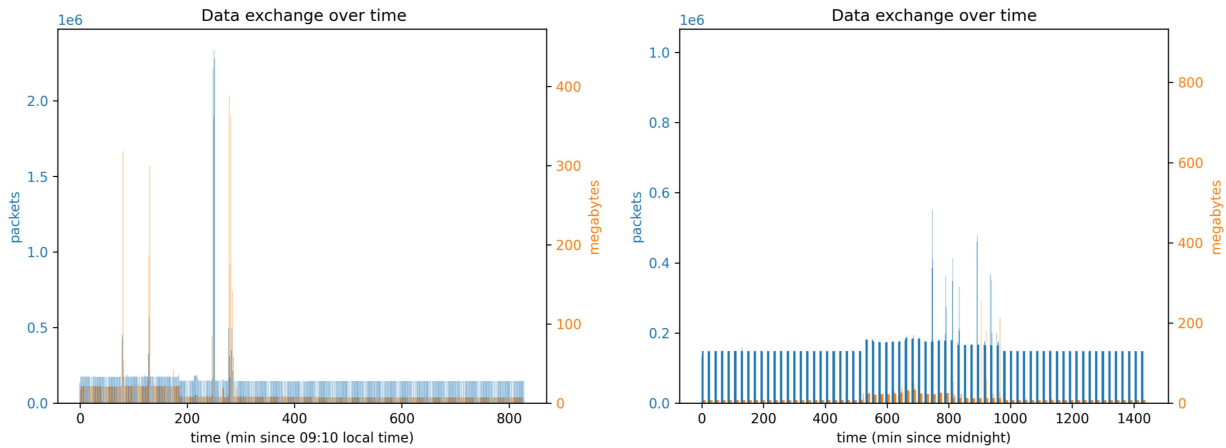 Data exchange over time
1e6
packets
2.0
1.5
1.0
0.5
0.0
400
300
200
100
0
megabytes
0 200 400 600 800
time (min since 09:10 local time)
Data exchange over time
1e6
packets
1.0
0.8
0.6
0.4
0.2
0.0
800
600
400
200
0
megabytes
0 200 400 600 800 1000 1200 1400
time (min since midnight)